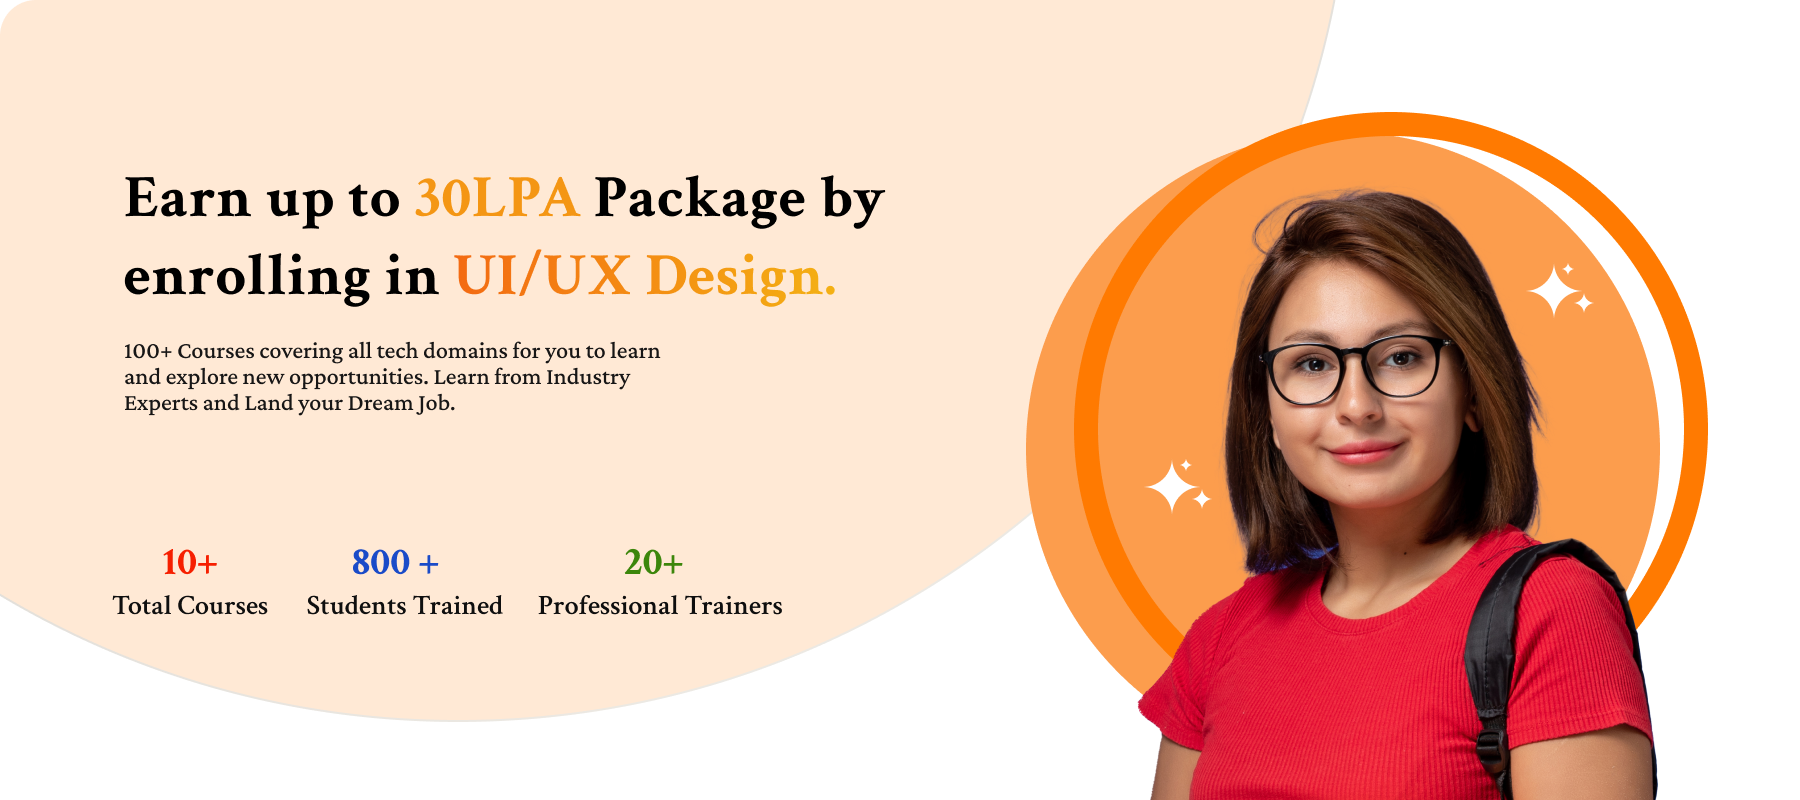 Earn up to 30LPA Package by
enrolling in UI/UX Design.
100+ Courses covering all tech domains for you to learn
and explore new opportunities. Learn from Industry
Experts and Land your Dream Job.
10+ 800 + 20+
Total Courses Students Trained Professional Trainers